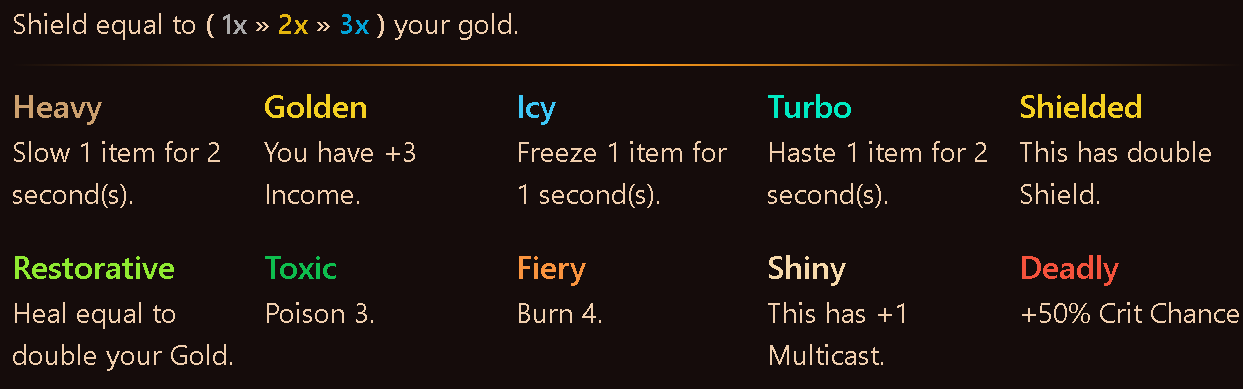 Shield equal to ( 1x » 2x » 3x ) your gold.
Heavy
Slow 1 item for 2
second(s).
Golden
You have +3
Income.
Icy
Freeze 1 item for
1 second(s).
Turbo
Haste 1 item for 2
second(s).
Shielded
This has double
Shield.
Restorative
Heal equal to
double your Gold.
Toxic
Poison 3.
Fiery
Burn 4.
Shiny
This has +1
Multicast.
Deadly
+50% Crit Chance